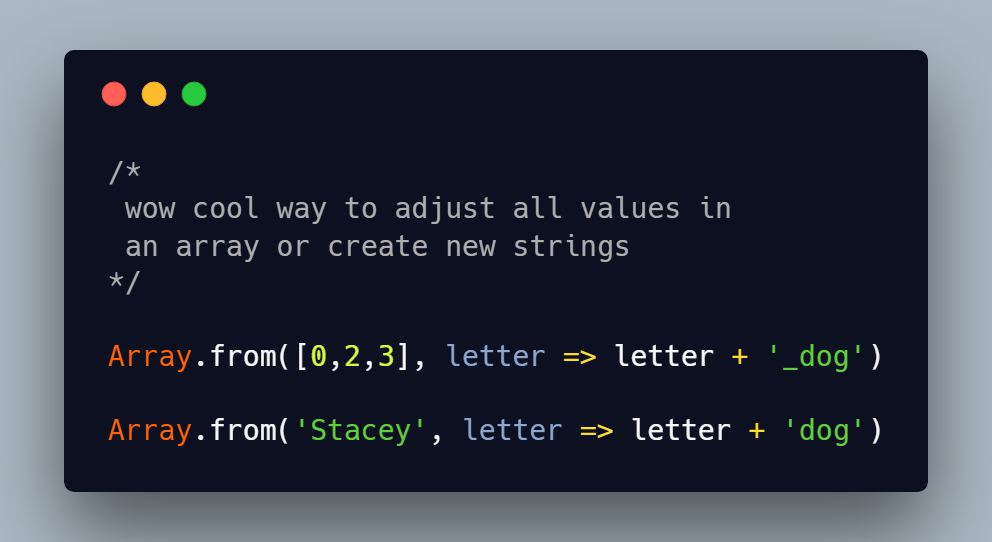 /*
 wow cool way to adjust all values in
 an array or create new strings
*/
Array.from([0,2,3], letter => letter + '_dog')
Array.from('Stacey', letter => letter + 'dog')